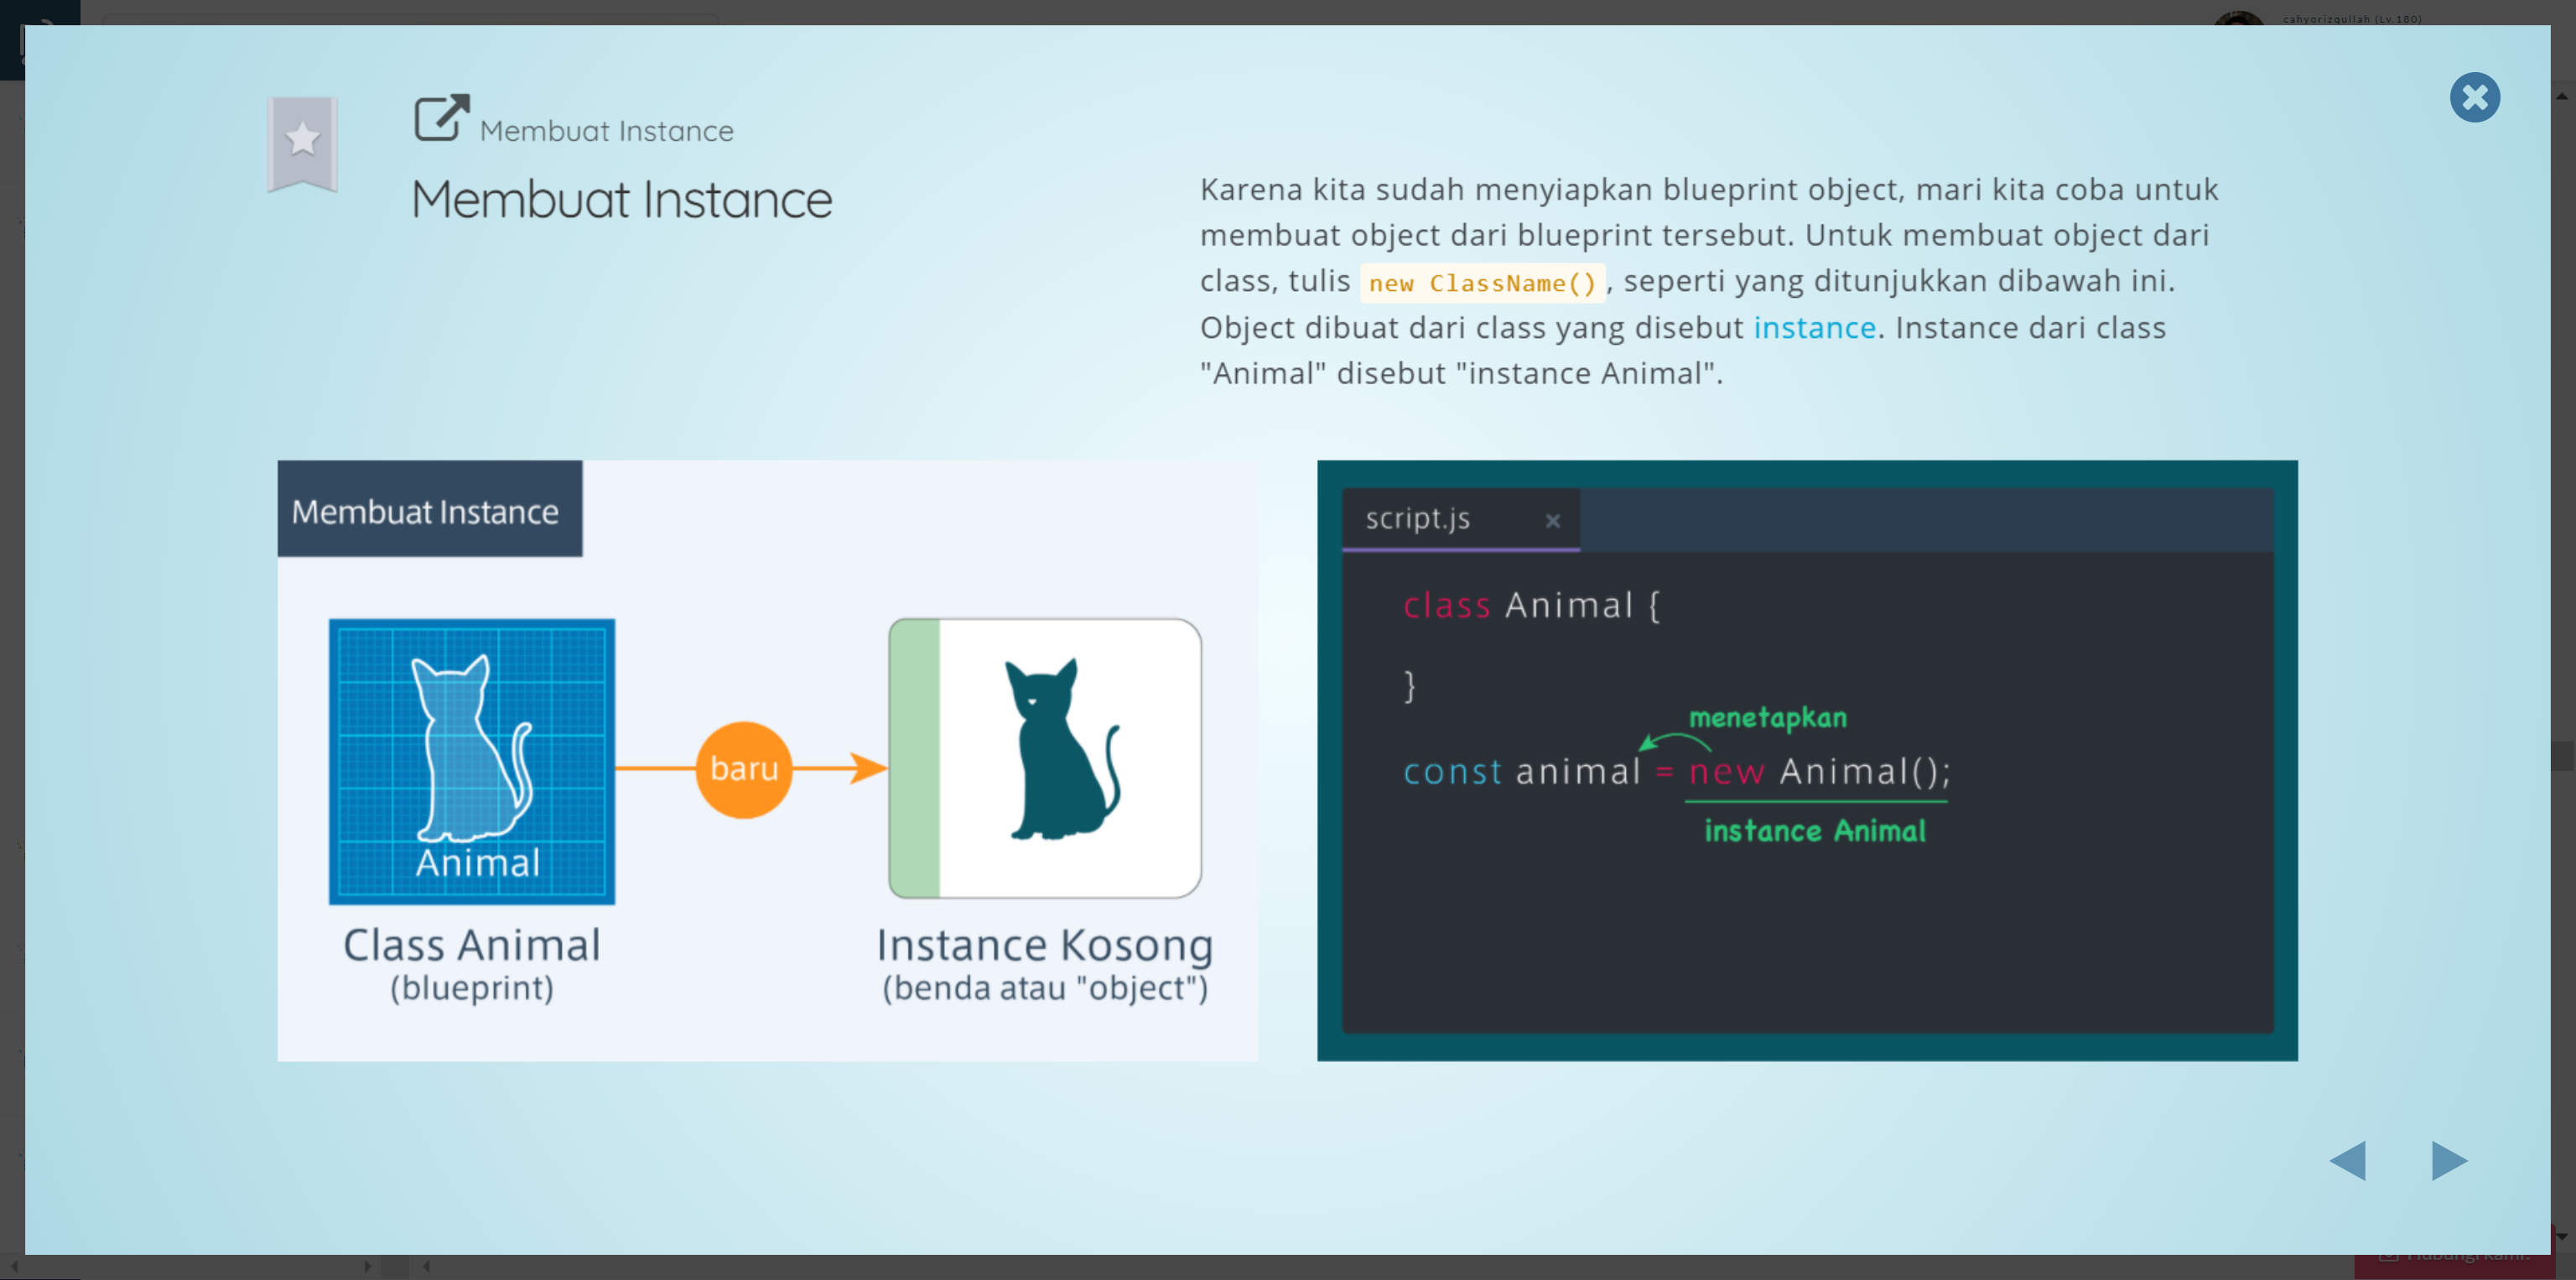 cahyorizqullah (Lv.180)
Membuat Instance
Membuat Instance
Karena kita sudah menyiapkan blueprint object, mari kita coba untuk
membuat object dari blueprint tersebut. Untuk membuat object dari
class, tulis new ClassName() , seperti yang ditunjukkan dibawah ini.
Object dibuat dari class yang disebut instance. Instance dari class
"Animal" disebut "instance Animal".
Membuat Instance
Animal
baru
Class Animal
(blueprint)
Instance Kosong
(benda atau "object")
script.js
class Animal {
}
menetapkan
const animal = new Animal();
instance Animal
Hubungi kami!